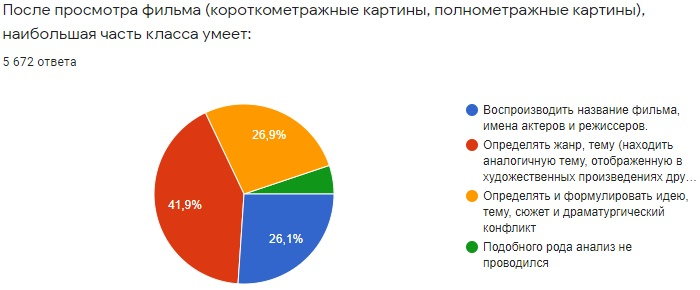 После просмотра фильма (короткометражные картины, полнометражные картины),
наибольшая часть класса умеет:
5 672 ответа
26,9%
41,9%
26,1%
Воспроизводить название фильма,
имена актеров и режиссеров.
Определять жанр, тему (находить
аналогичную тему, отображенную в
художественных произведениях дру…
Определять и формулировать идею,
тему, сюжет и драматургический
конфликт
Подобного рода анализ не
проводился